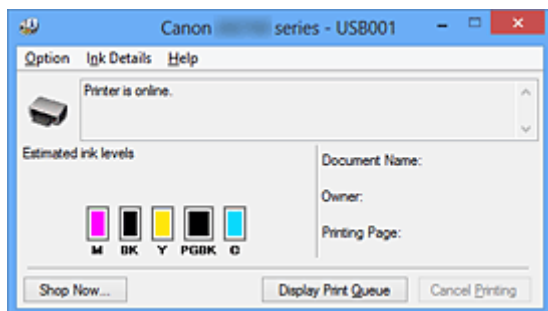 Canon series - USB001
Option Ink Details Help
Printer is online.
Estimated ink levels
Document Name:
Owner:
Printing Page:
M BK Y PGBK C
Shop Now... Display Print Queue Cancel Printing